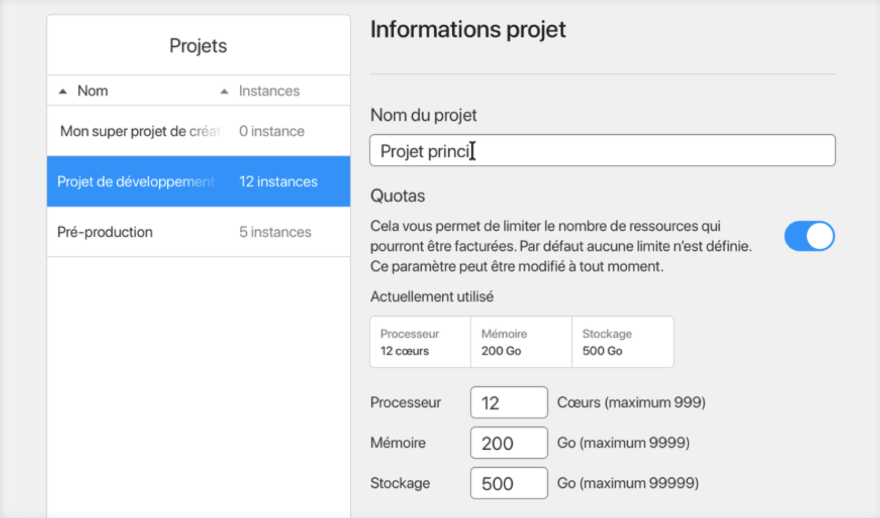 Projets
Nom Instances
Mon super projet de créat 0 instance
Projet de développement 12 instances
Pré-production 5 instances
Informations projet
Nom du projet
Projet princi
Quotas
Cela vous permet de limiter le nombre de ressources qui
pourront être facturées. Par défaut aucune limite n’est définie.
Ce paramètre peut être modifié à tout moment.
Actuellement utilisé
Processeur Mémoire Stockage
12 cœurs 200 Go 500 Go
Processeur 12 Cœurs (maximum 999)
Mémoire 200 Go (maximum 9999)
Stockage 500 Go (maximum 99999)